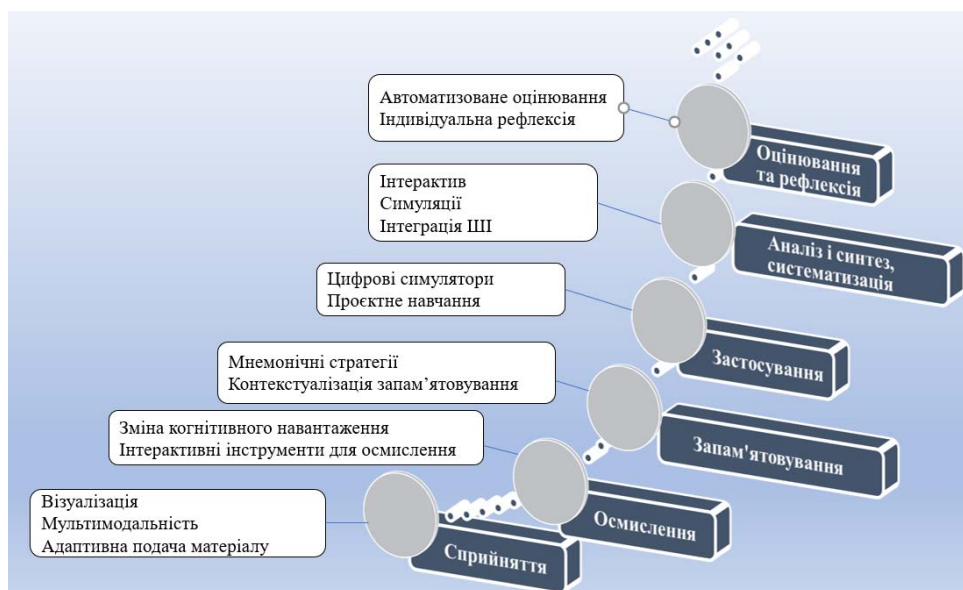 Автоматизоване оцінювання
Індивідуальна рефлексія
Оцінювання
та рефлексія
Інтерактив
Симуляції
Інтеграція ШІ
Аналіз і синтез,
систематизація
Цифрові симулятори
Проєктне навчання
Застосування
Мнемонічні стратегії
Контекстуалізація запам’ятовування
Запам'ятовування
Зміна когнітивного навантаження
Інтерактивні інструменти для осмислення
Осмислення
Візуалізація
Мультимодальність
Адаптивна подача матеріалу
Сприйняття